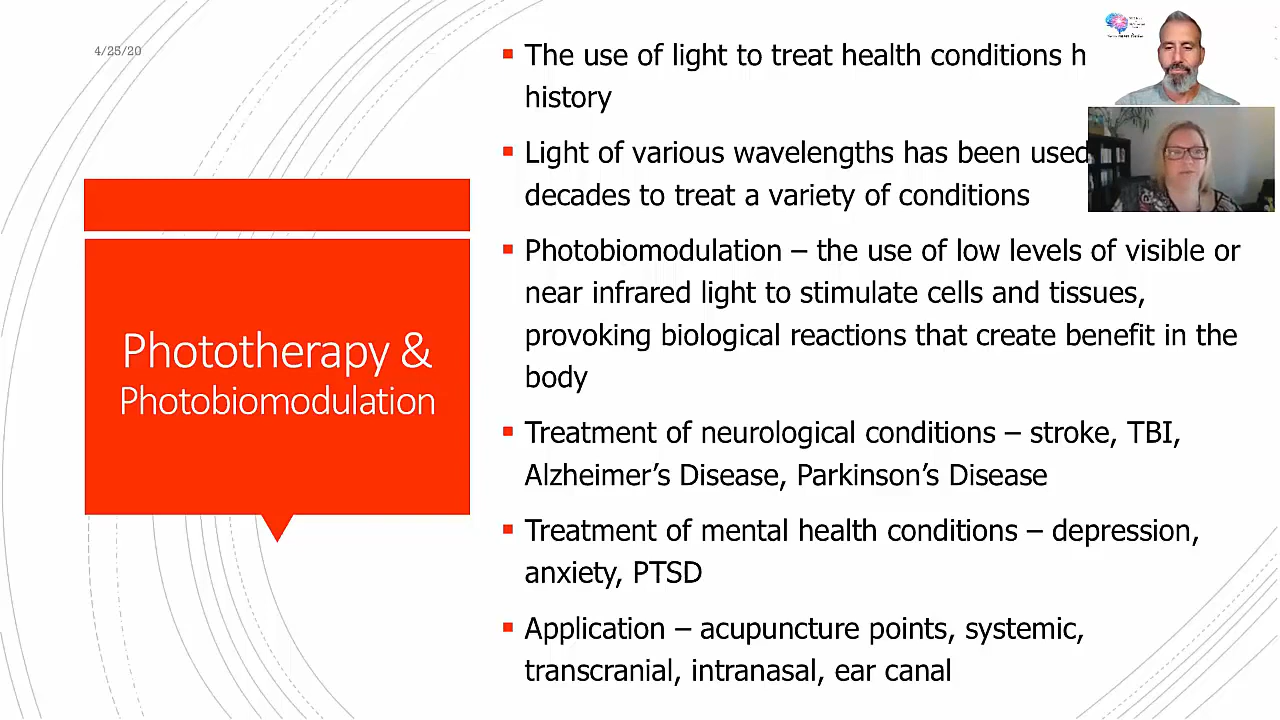 4/25/20
The use of light to treat health conditions h
history
Light of various wavelengths has been used
decades to treat a variety of conditions
Phototherapy &
Photobiomodulation
Photobiomodulation – the use of low levels of visible or
near infrared light to stimulate cells and tissues,
provoking biological reactions that create benefit in the
body
Treatment of neurological conditions – stroke, TBI,
Alzheimer’s Disease, Parkinson’s Disease
Treatment of mental health conditions – depression,
anxiety, PTSD
Application – acupuncture points, systemic,
transcranial, intranasal, ear canal